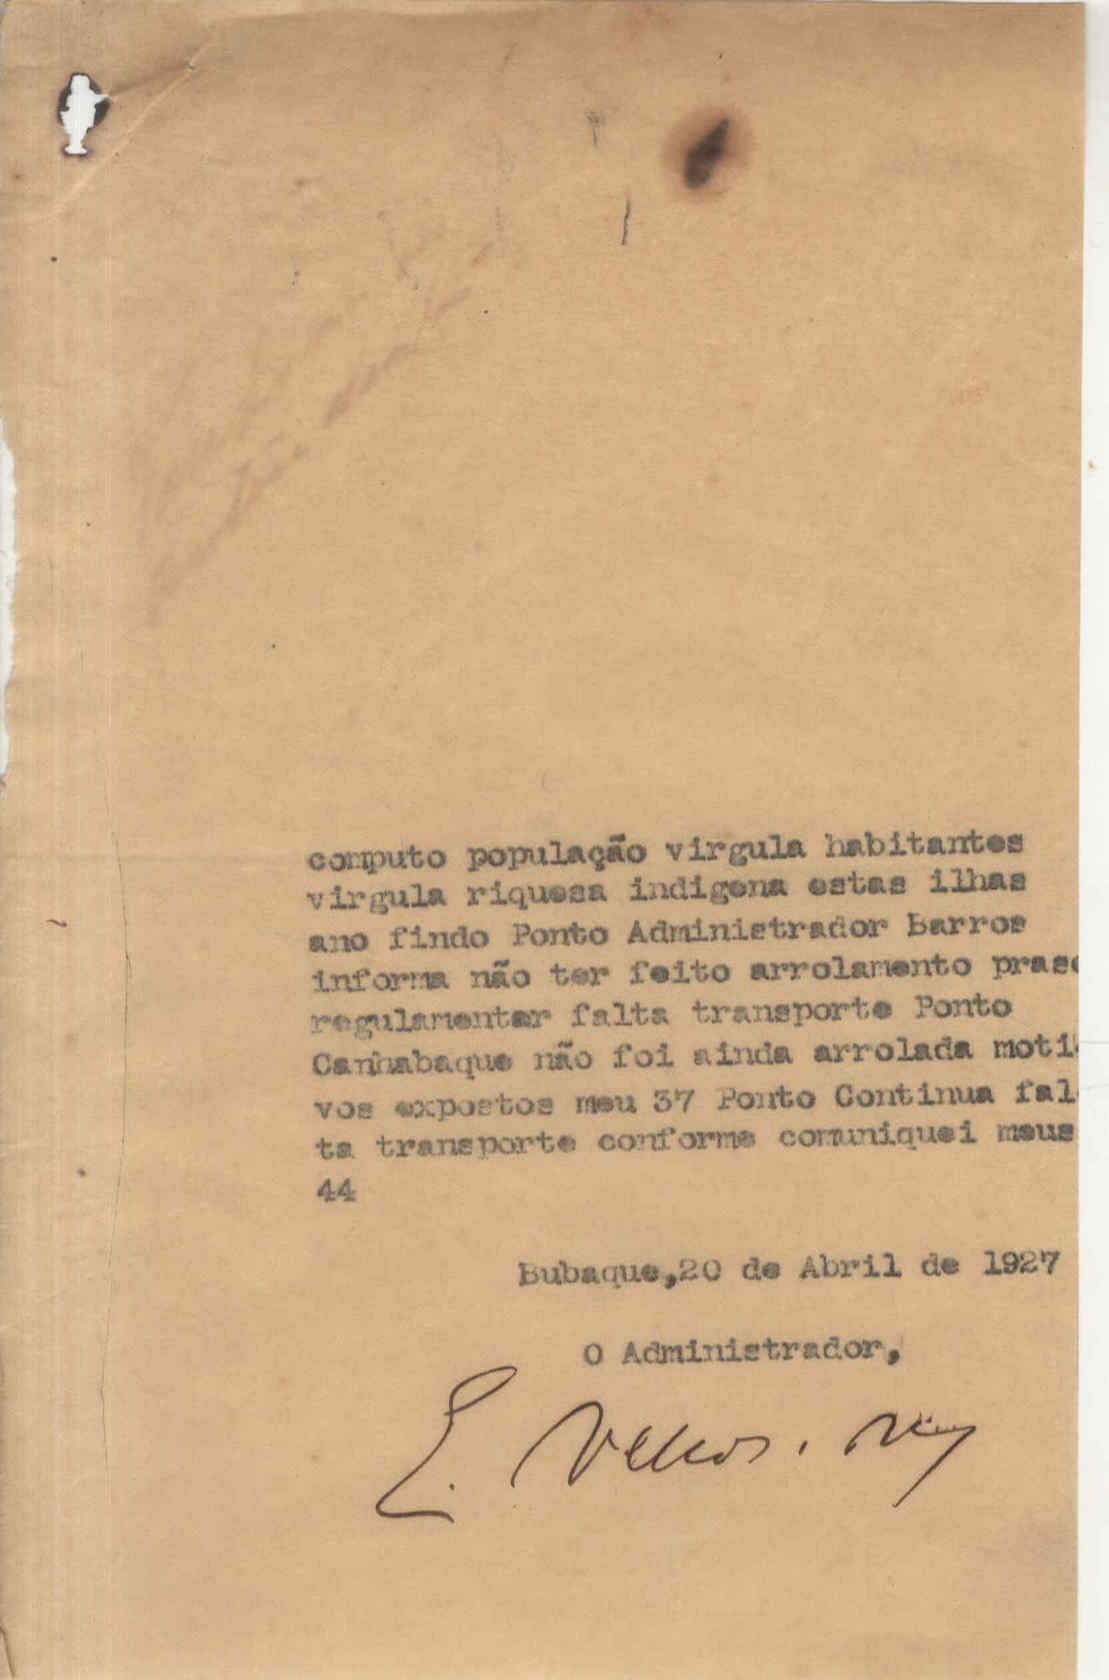 computo população virgula habitantes
virgula riquesa indigena estas ilhas
ano findo Ponto Administrador Barros
informa não ter feito arrolamento praso
regulamentar falta transporte Ponto
Canhabaque não foi ainda arrolada moti
vos expostos meu 37 Ponto Continua fal
ta transporte conforme comuniquei meus
44
Bubaque,20 de Abril de 1927
O Administrador,